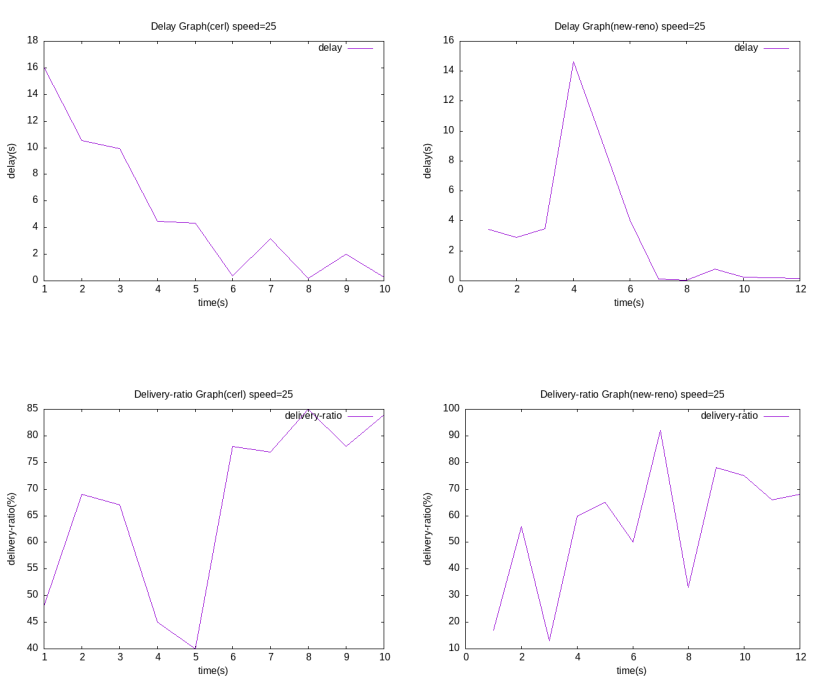 Delay Graph(cerl) speed=25
delay
18
16
14
12
10
8
6
4
2
0
delay(s)
1 2 3 4 5 6 7 8 9 10
time(s)
Delay Graph(new-reno) speed=25
delay
16
14
12
10
8
6
4
2
0
delay(s)
0 2 4 6 8 10 12
time(s)
Delivery-ratio Graph(cerl) speed=25
delivery-ratio
85
80
75
70
65
60
55
50
45
40
delivery-ratio(%)
1 2 3 4 5 6 7 8 9 10
time(s)
Delivery-ratio Graph(new-reno) speed=25
delivery-ratio
100
90
80
70
60
50
40
30
20
10
delivery-ratio(%)
0 2 4 6 8 10 12
time(s)